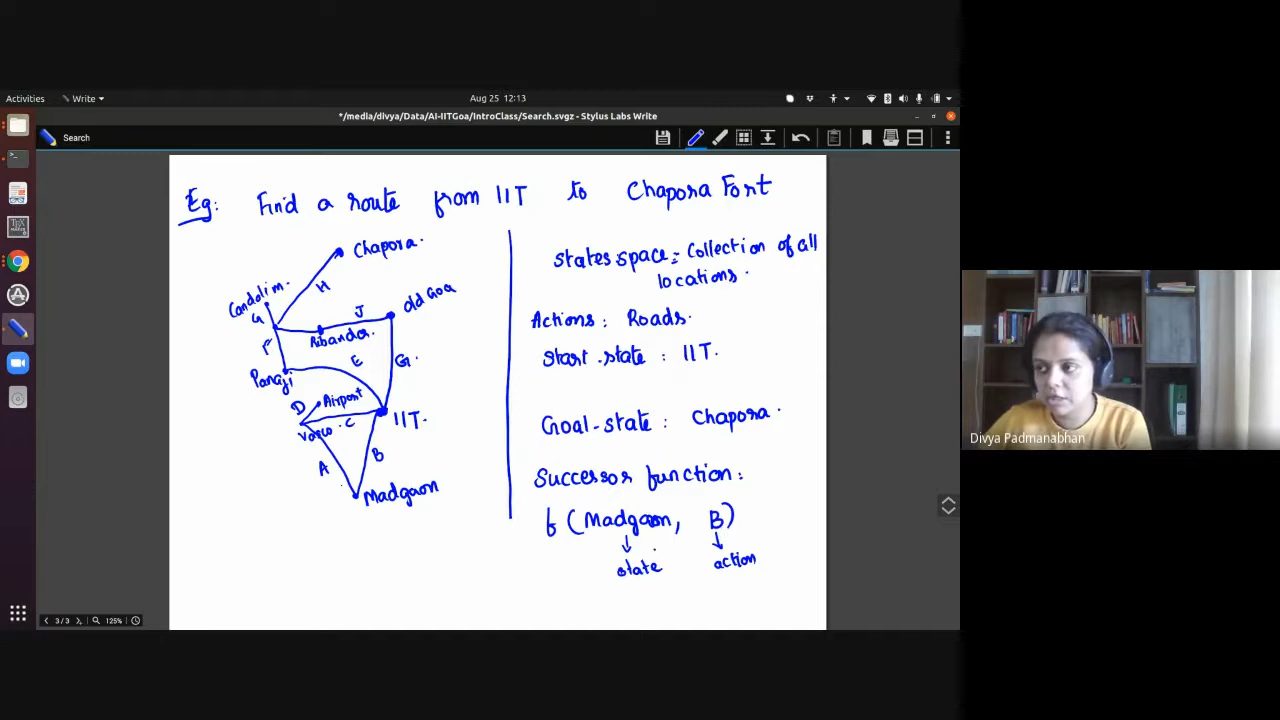 Activities
Write
Aug 25 12:13
*/media/divya/Data/AI-IITGoa/IntroClass/Search.svgz - Stylus Labs Write
Search
Eg: Find a route from IIT to Chapora Fort
Chapora.
Candolim.
G
H
J
Old Goa
Ribandar.
F
E
G.
Panaji
D
Airport
Vasco.
C
IIT.
A
B
Madgaon
States space = Collection of all
locations.
Actions: Roads.
Start-state: IIT.
Goal-state: Chapora.
Successor function:
f (Madgaon, B)
↓ ↓
state action
3/3
125%
Divya Padmanabhan